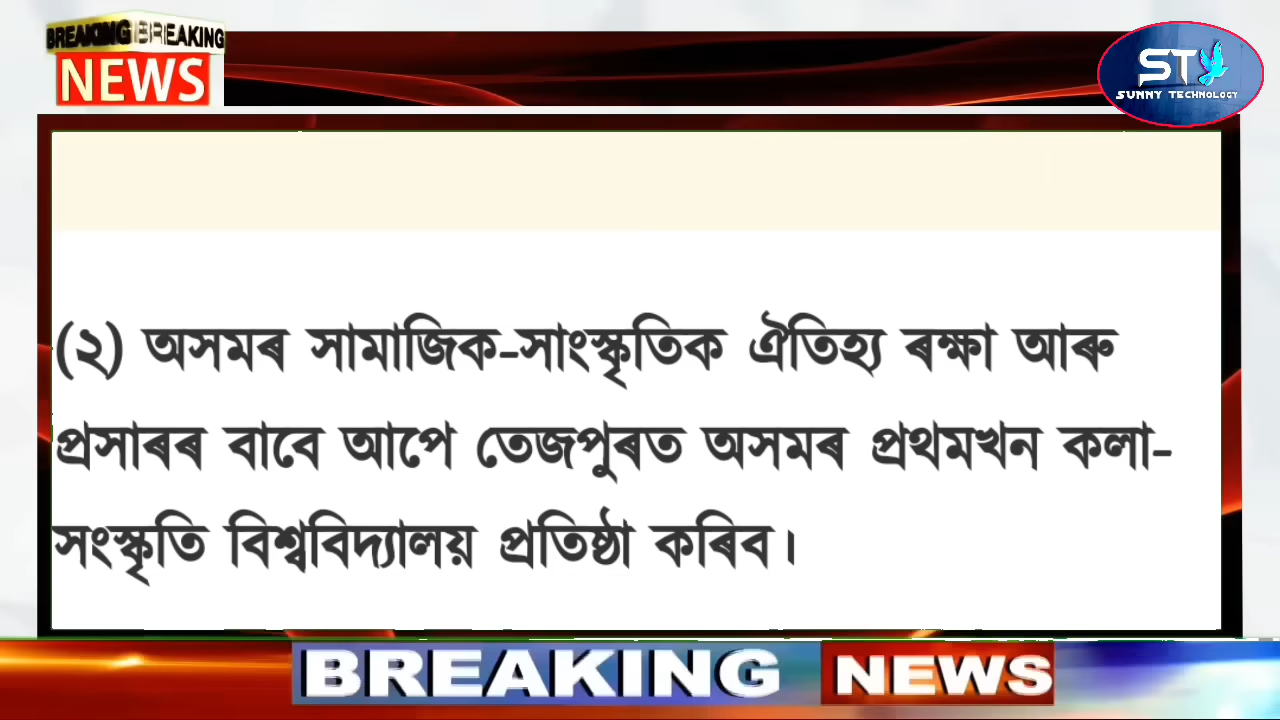 BREAKING BREAKING
NEWS
ST
SUNNY TECHNOLOGY
(২) অসমৰ সামাজিক-সাংস্কৃতিক ঐতিহ্য ৰক্ষা আৰু
প্ৰসাৰৰ বাবে আপে তেজপুৰত অসমৰ প্ৰথমখন কলা-
সংস্কৃতি বিশ্ববিদ্যালয় প্ৰতিষ্ঠা কৰিব।
BREAKING NEWS